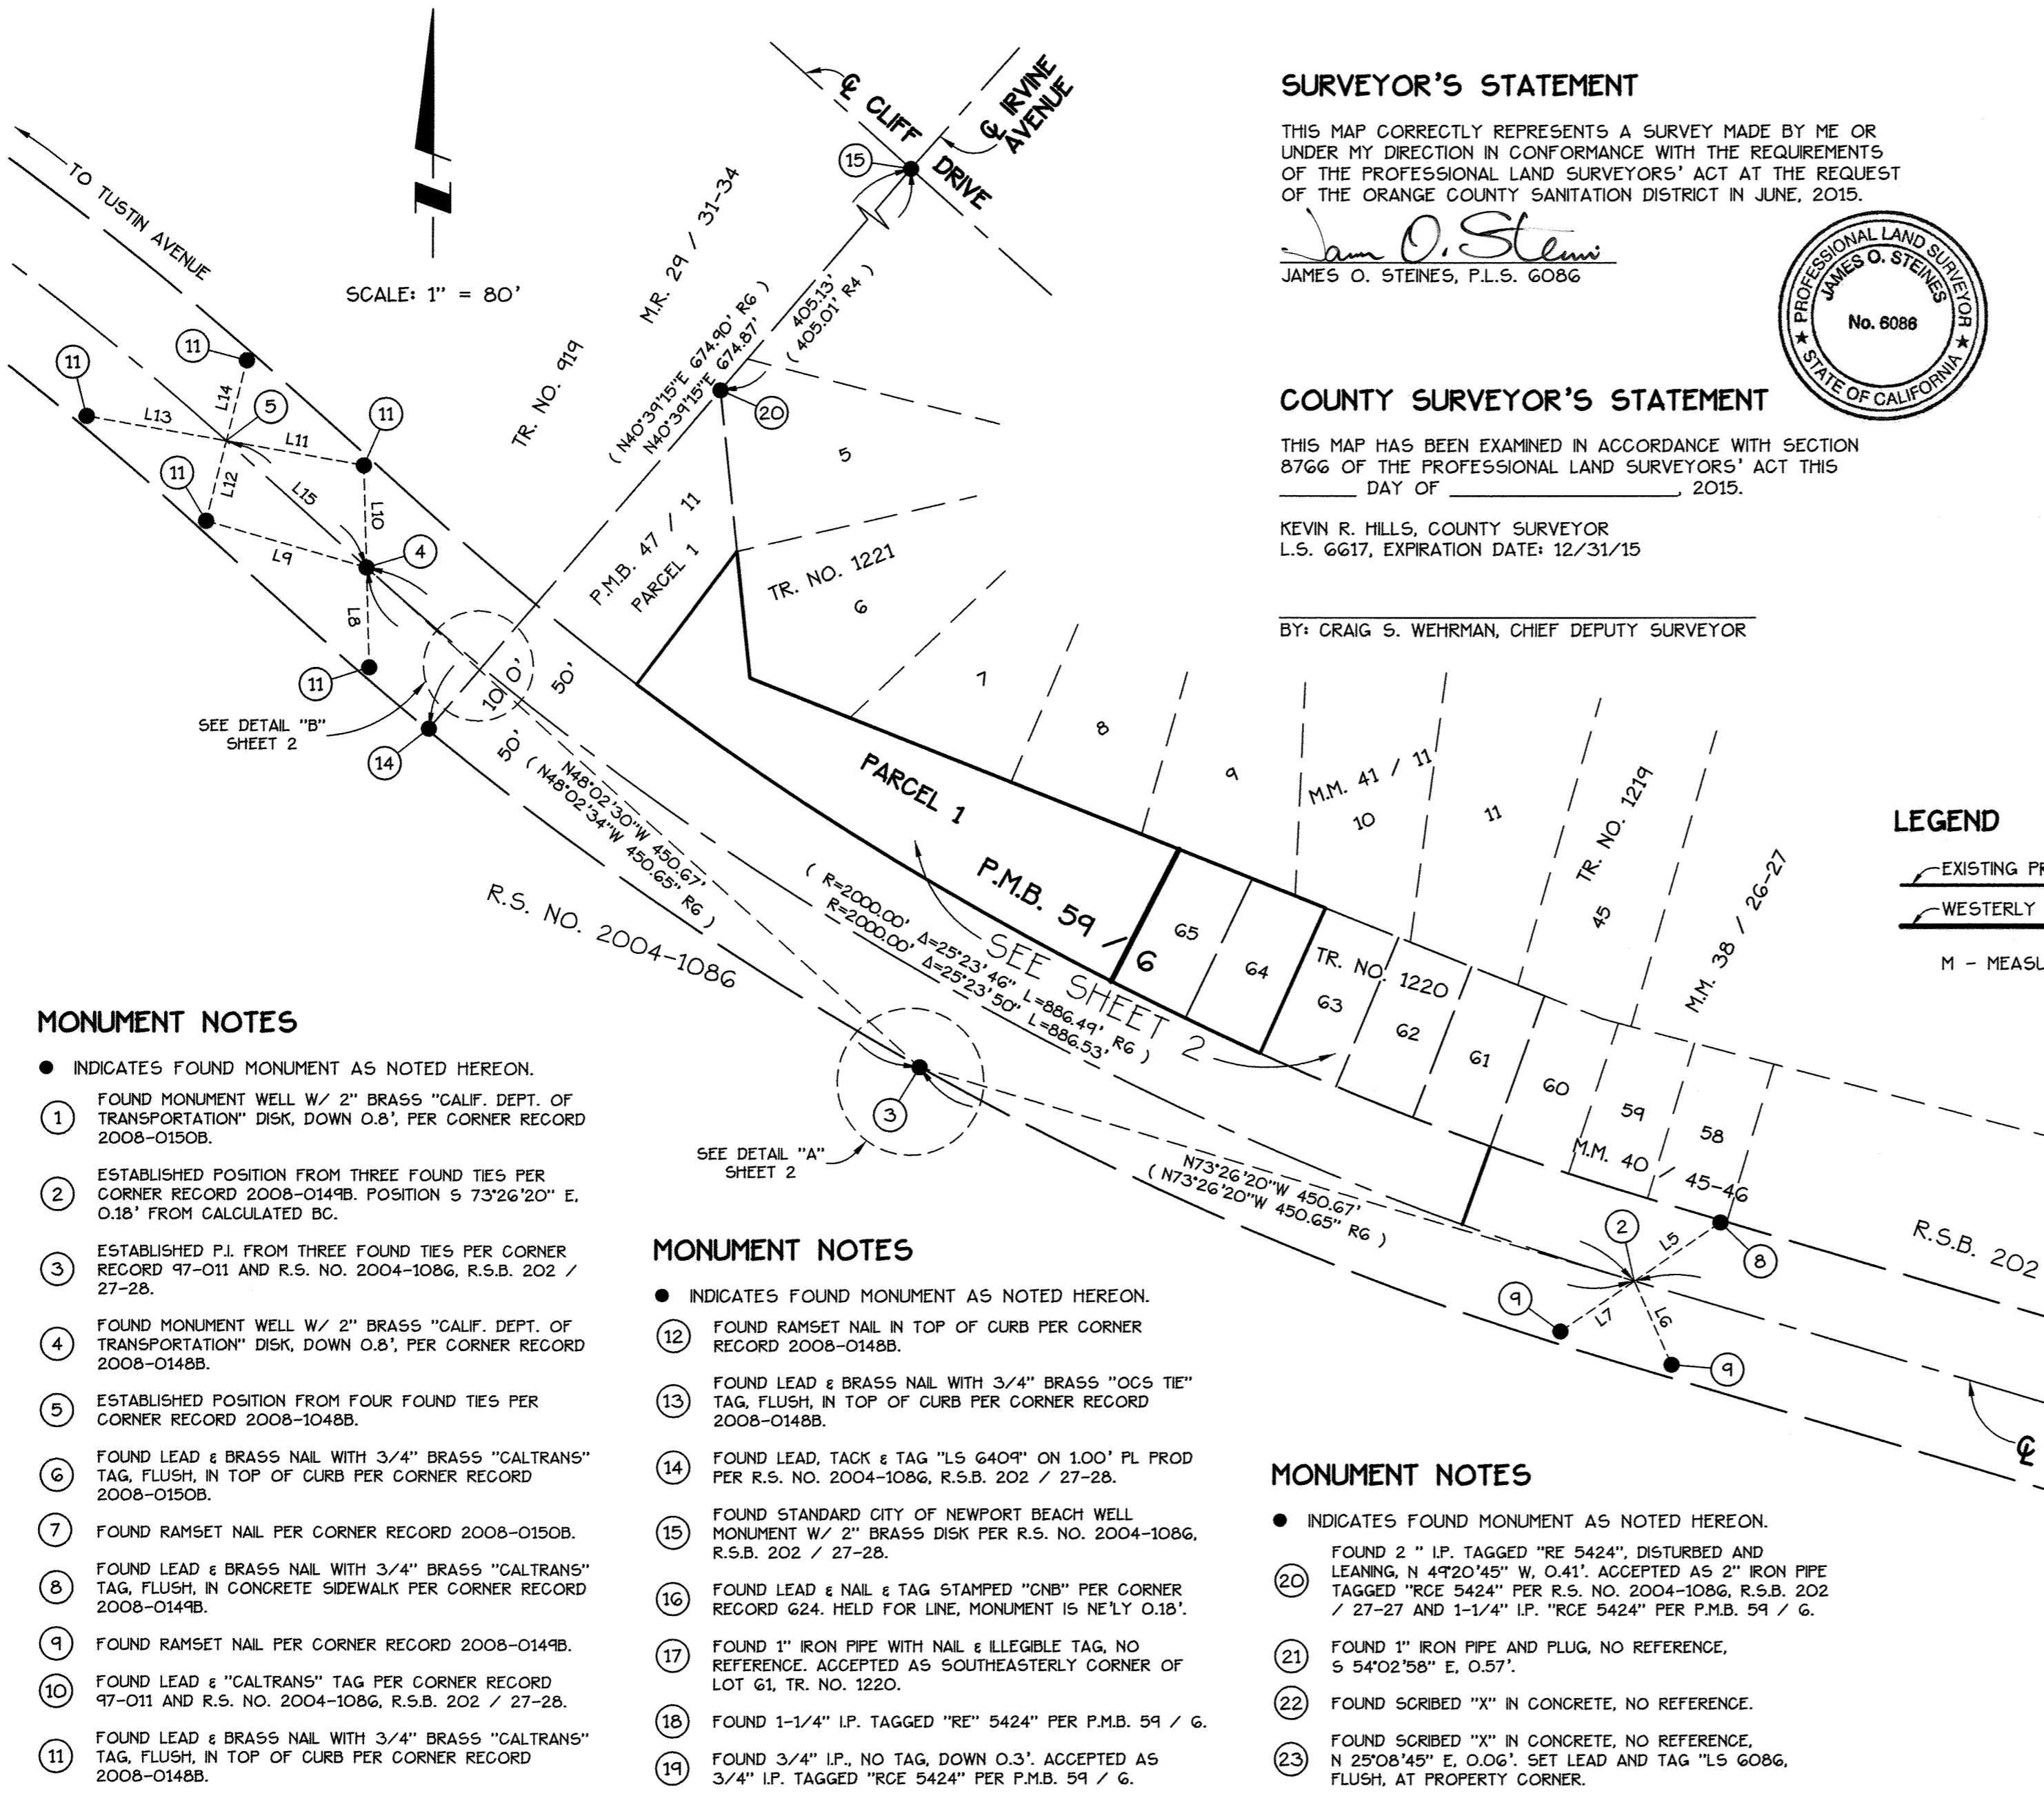 TO TUSTIN AVENUE
SCALE: 1" = 80'
N
℄ CLIFF
DRIVE
℄ IRVINE
AVENUE
15
M.R. 29 / 31-34
TR. NO. 919
( N40°39'15"E 674.90' R6 )
N40°39'15"E 674.87'
405.13'
( 405.01' R4 )
20
11
11
11
11
11
L14
L13
5
L11
L12
L15
L10
L9
4
L8
P.M.B. 47 / 11
PARCEL 1
5
TR. NO. 1221
6
7
8
9
M.M. 41 / 11
10
11
TR. NO. 1219
45
M.M. 38 / 26-27
SEE DETAIL "B"
SHEET 2
14
100'
50'
50'
N48°02'30"W 450.67'
( N48°02'34"W 450.65" R6 )
R.S. NO. 2004-1086
PARCEL 1
P.M.B. 59 / 6
( R=2000.00' Δ=25°23'46" L=886.49' R6 )
R=2000.00' Δ=25°23'50" L=886.53'
SEE SHEET 2
65
64
TR. NO. 1220
63
62
61
60
59
58
M.M. 40 / 45-46
3
SEE DETAIL "A"
SHEET 2
N73°26'20"W 450.67'
( N73°26'20"W 450.65" R6 )
2
L5
8
9
L7
L6
9
R.S.B. 202
℄
SURVEYOR'S STATEMENT
THIS MAP CORRECTLY REPRESENTS A SURVEY MADE BY ME OR
UNDER MY DIRECTION IN CONFORMANCE WITH THE REQUIREMENTS
OF THE PROFESSIONAL LAND SURVEYORS' ACT AT THE REQUEST
OF THE ORANGE COUNTY SANITATION DISTRICT IN JUNE, 2015.
JAMES O. STEINES, P.L.S. 6086
PROFESSIONAL LAND SURVEYOR
JAMES O. STEINES
No. 6086
★ STATE OF CALIFORNIA ★
COUNTY SURVEYOR'S STATEMENT
THIS MAP HAS BEEN EXAMINED IN ACCORDANCE WITH SECTION
8766 OF THE PROFESSIONAL LAND SURVEYORS' ACT THIS
______ DAY OF __________________, 2015.
KEVIN R. HILLS, COUNTY SURVEYOR
L.S. 6617, EXPIRATION DATE: 12/31/15
BY: CRAIG S. WEHRMAN, CHIEF DEPUTY SURVEYOR
LEGEND
EXISTING PR
WESTERLY
M - MEASU
MONUMENT NOTES
● INDICATES FOUND MONUMENT AS NOTED HEREON.
1 FOUND MONUMENT WELL W/ 2" BRASS "CALIF. DEPT. OF
TRANSPORTATION" DISK, DOWN 0.8', PER CORNER RECORD
2008-0150B.
2 ESTABLISHED POSITION FROM THREE FOUND TIES PER
CORNER RECORD 2008-0149B. POSITION S 73°26'20" E,
0.18' FROM CALCULATED BC.
3 ESTABLISHED P.I. FROM THREE FOUND TIES PER CORNER
RECORD 97-011 AND R.S. NO. 2004-1086, R.S.B. 202 /
27-28.
4 FOUND MONUMENT WELL W/ 2" BRASS "CALIF. DEPT. OF
TRANSPORTATION" DISK, DOWN 0.8', PER CORNER RECORD
2008-0148B.
5 ESTABLISHED POSITION FROM FOUR FOUND TIES PER
CORNER RECORD 2008-1048B.
6 FOUND LEAD & BRASS NAIL WITH 3/4" BRASS "CALTRANS"
TAG, FLUSH, IN TOP OF CURB PER CORNER RECORD
2008-0150B.
7 FOUND RAMSET NAIL PER CORNER RECORD 2008-0150B.
8 FOUND LEAD & BRASS NAIL WITH 3/4" BRASS "CALTRANS"
TAG, FLUSH, IN CONCRETE SIDEWALK PER CORNER RECORD
2008-0149B.
9 FOUND RAMSET NAIL PER CORNER RECORD 2008-0149B.
10 FOUND LEAD & "CALTRANS" TAG PER CORNER RECORD
97-011 AND R.S. NO. 2004-1086, R.S.B. 202 / 27-28.
11 FOUND LEAD & BRASS NAIL WITH 3/4" BRASS "CALTRANS"
TAG, FLUSH, IN TOP OF CURB PER CORNER RECORD
2008-0148B.
MONUMENT NOTES
● INDICATES FOUND MONUMENT AS NOTED HEREON.
12 FOUND RAMSET NAIL IN TOP OF CURB PER CORNER
RECORD 2008-0148B.
13 FOUND LEAD & BRASS NAIL WITH 3/4" BRASS "OCS TIE"
TAG, FLUSH, IN TOP OF CURB PER CORNER RECORD
2008-0148B.
14 FOUND LEAD, TACK & TAG "LS 6409" ON 1.00' PL PROD
PER R.S. NO. 2004-1086, R.S.B. 202 / 27-28.
15 FOUND STANDARD CITY OF NEWPORT BEACH WELL
MONUMENT W/ 2" BRASS DISK PER R.S. NO. 2004-1086,
R.S.B. 202 / 27-28.
16 FOUND LEAD & NAIL & TAG STAMPED "CNB" PER CORNER
RECORD 624. HELD FOR LINE, MONUMENT IS NE'LY 0.18'.
17 FOUND 1" IRON PIPE WITH NAIL & ILLEGIBLE TAG, NO
REFERENCE. ACCEPTED AS SOUTHEASTERLY CORNER OF
LOT 61, TR. NO. 1220.
18 FOUND 1-1/4" I.P. TAGGED "RE" 5424" PER P.M.B. 59 / 6.
19 FOUND 3/4" I.P., NO TAG, DOWN 0.3'. ACCEPTED AS
3/4" I.P. TAGGED "RCE 5424" PER P.M.B. 59 / 6.
MONUMENT NOTES
● INDICATES FOUND MONUMENT AS NOTED HEREON.
20 FOUND 2 " I.P. TAGGED "RE 5424", DISTURBED AND
LEANING, N 49°20'45" W, 0.41'. ACCEPTED AS 2" IRON PIPE
TAGGED "RCE 5424" PER R.S. NO. 2004-1086, R.S.B. 202
/ 27-27 AND 1-1/4" I.P. "RCE 5424" PER P.M.B. 59 / 6.
21 FOUND 1" IRON PIPE AND PLUG, NO REFERENCE,
S 54°02'58" E, 0.57'.
22 FOUND SCRIBED "X" IN CONCRETE, NO REFERENCE.
23 FOUND SCRIBED "X" IN CONCRETE, NO REFERENCE,
N 25°08'45" E, 0.06'. SET LEAD AND TAG "LS 6086,
FLUSH, AT PROPERTY CORNER.